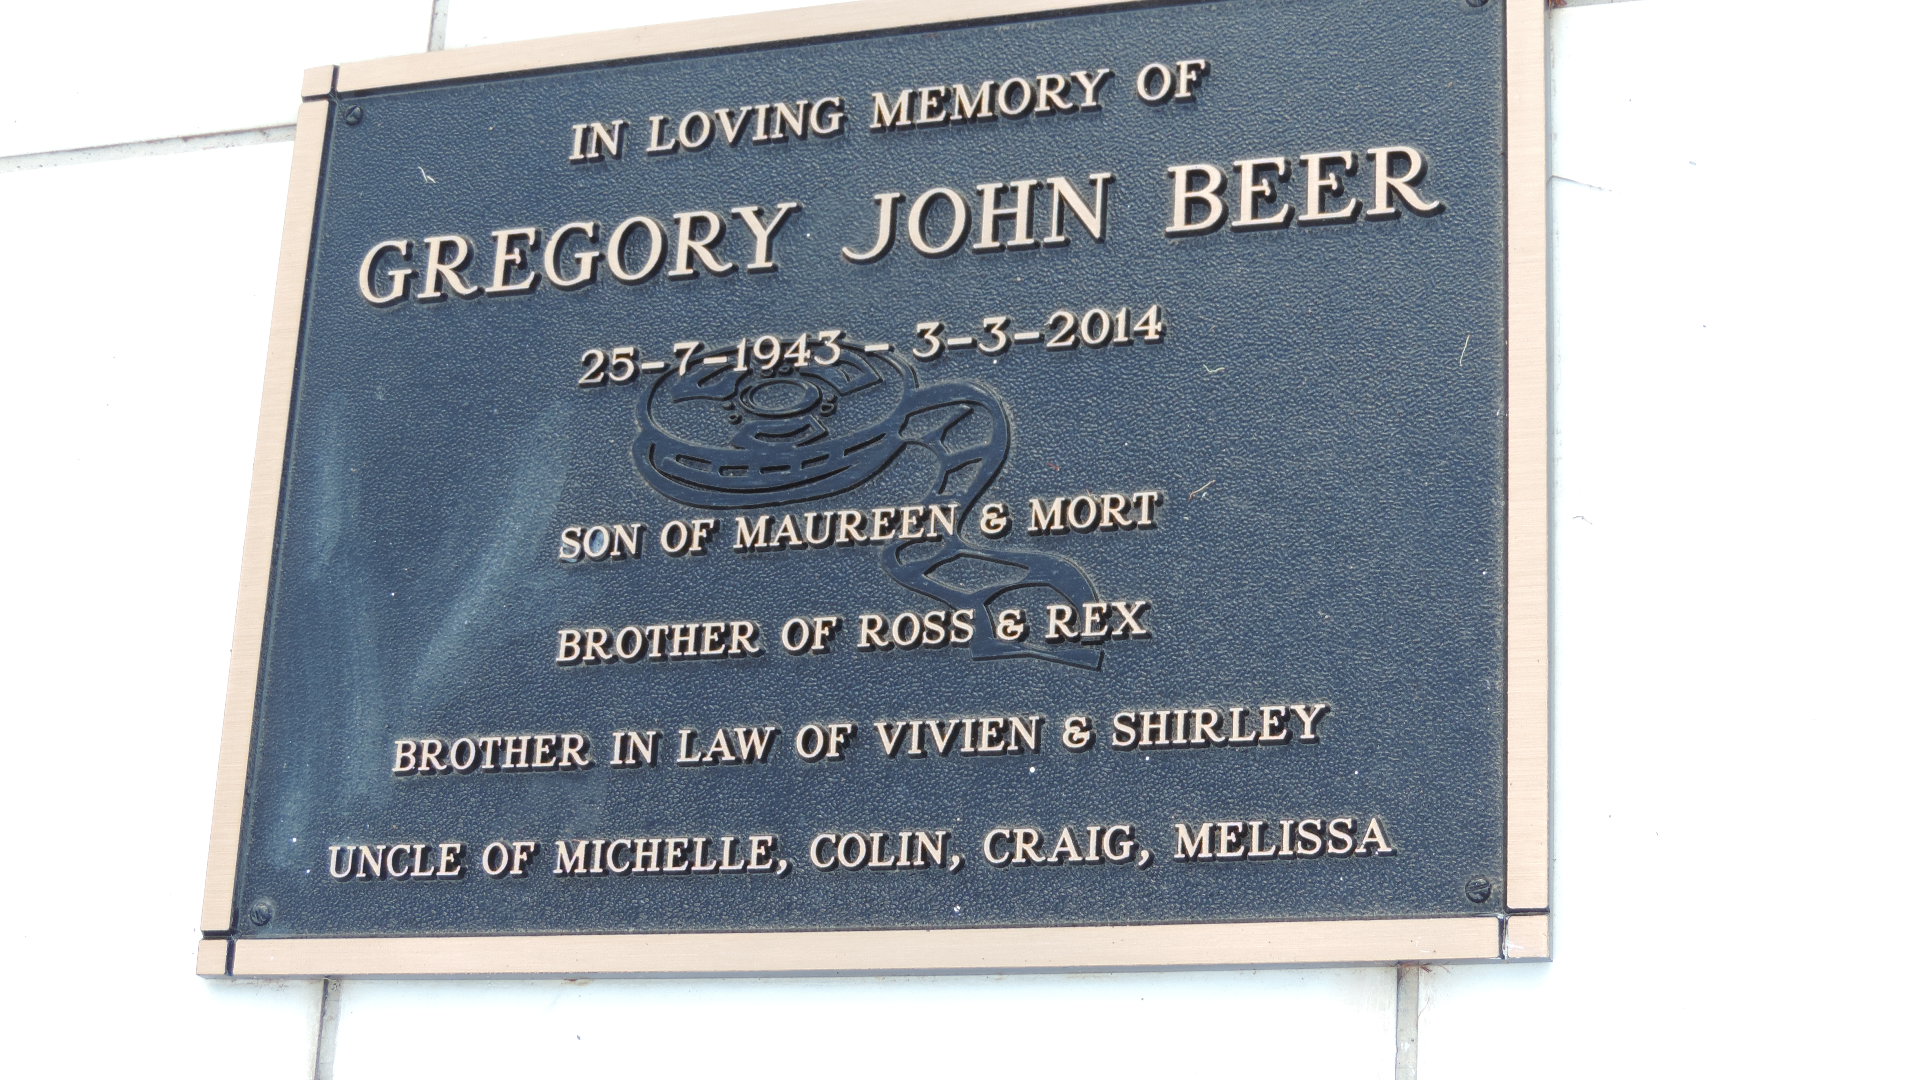 IN LOVING MEMORY OF
GREGORY JOHN BEER
25-7-1943 - 3-3-2014
SON OF MAUREEN & MORT
BROTHER OF ROSS & REX
BROTHER IN LAW OF VIVIEN & SHIRLEY
UNCLE OF MICHELLE, COLIN, CRAIG, MELISSA